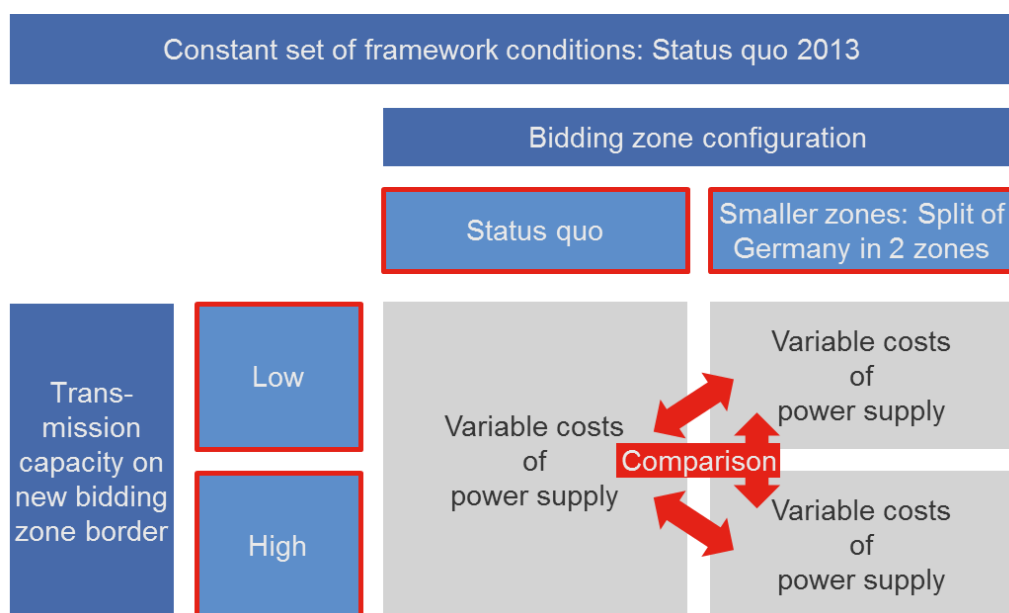 Constant set of framework conditions: Status quo 2013
Bidding zone configuration
Status quo
Smaller zones: Split of
Germany in 2 zones
Trans-
mission
capacity on
new bidding
zone border
Low
High
Variable costs
of
power supply
Comparison
Variable costs
of
power supply
Variable costs
of
power supply